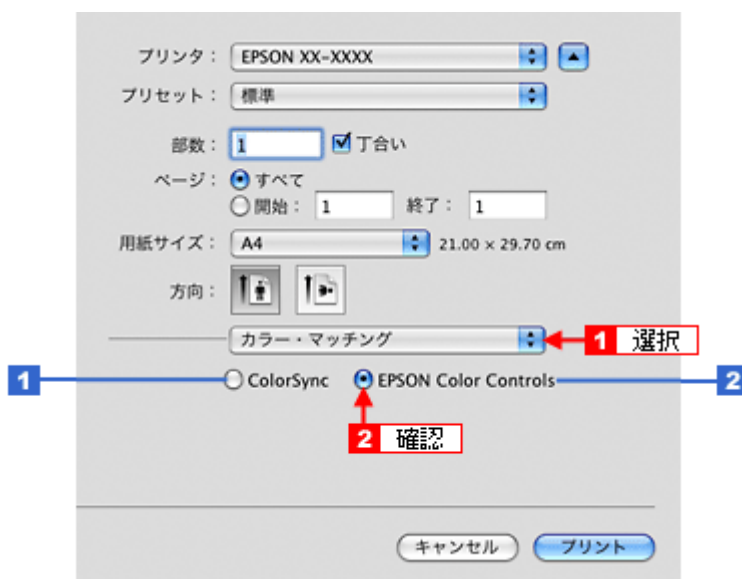 プリンタ： EPSON XX-XXXX
プリセット： 標準
部数： 1 丁合い
ページ： すべて
開始： 1 終了： 1
用紙サイズ： A4 21.00 × 29.70 cm
方向：
カラー・マッチング 1 選択
1 ColorSync EPSON Color Controls 2
2 確認
キャンセル プリント